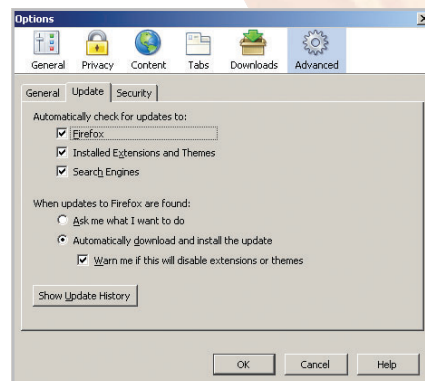 Options
General Privacy Content Tabs Downloads Advanced
General Update Security
Automatically check for updates to:
Firefox
Installed Extensions and Themes
Search Engines
When updates to Firefox are found:
Ask me what I want to do
Automatically download and install the update
Warn me if this will disable extensions or themes
Show Update History
OK Cancel Help